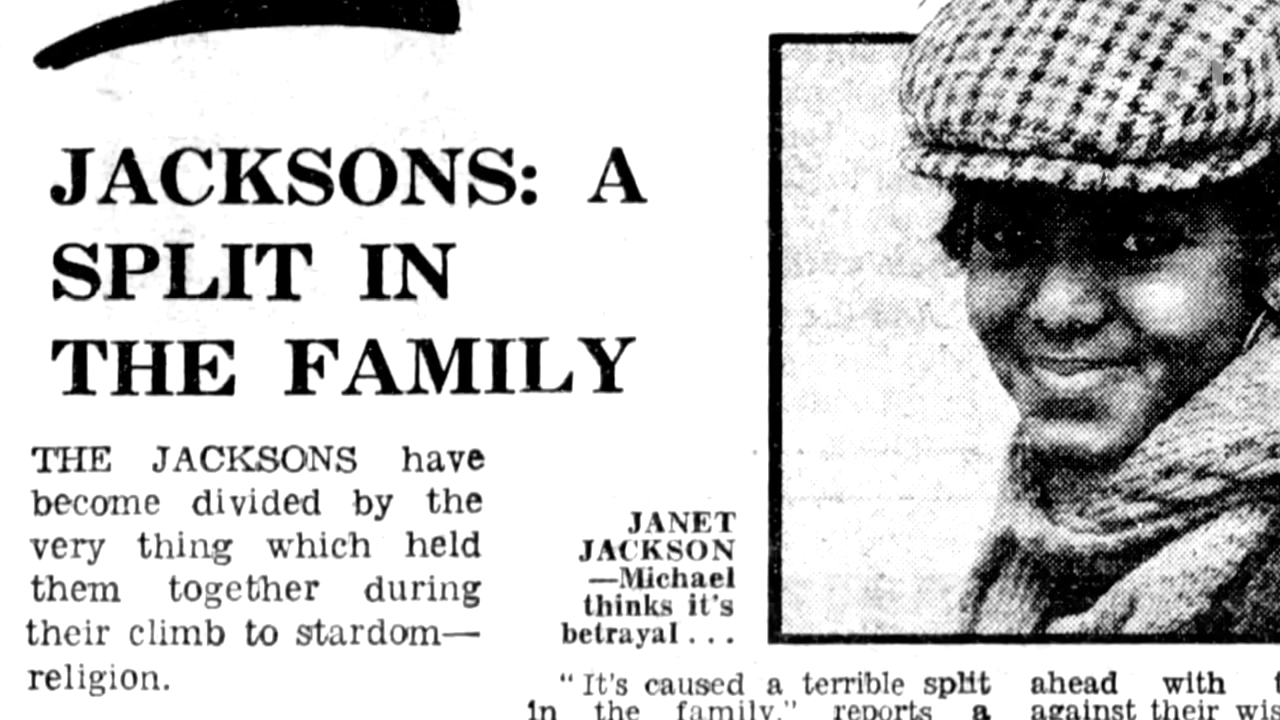 JACKSONS: A
SPLIT IN
THE FAMILY
THE JACKSONS have
become divided by the
very thing which held
them together during
their climb to stardom—
religion.
JANET
JACKSON
—Michael
thinks it's
betrayal...
"It's caused a terrible split
in the family," reports a
ahead with
against their